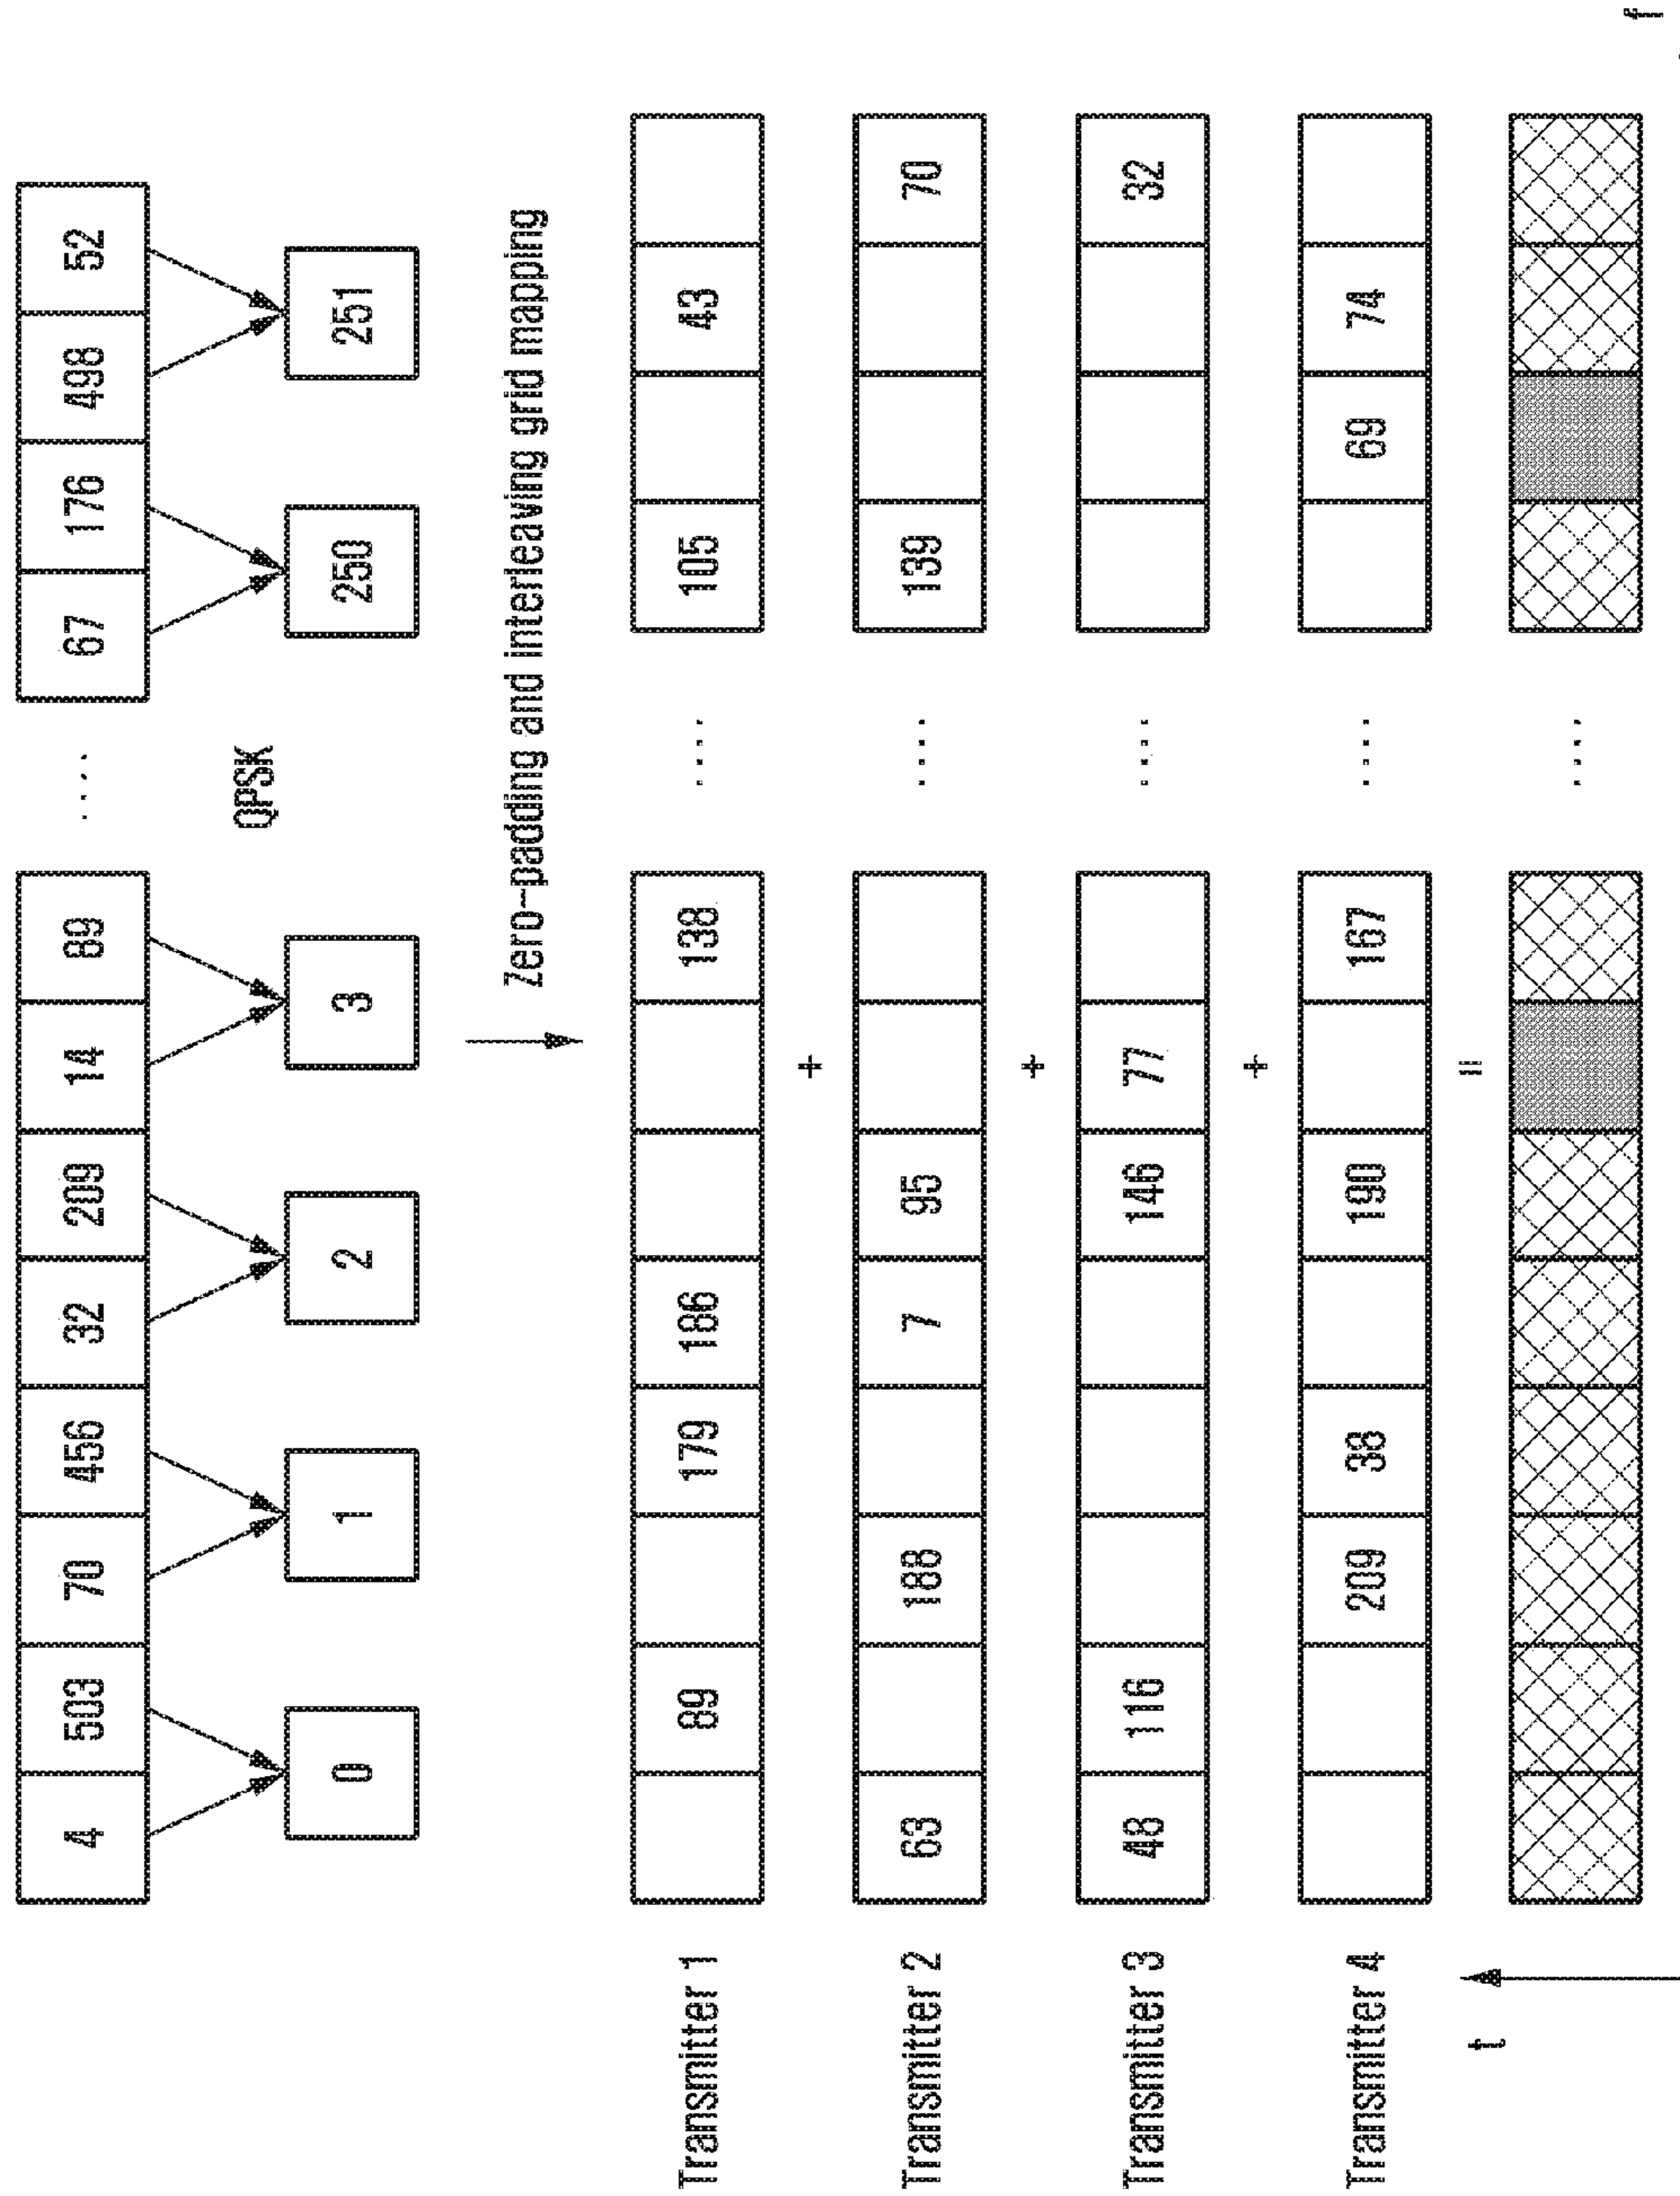 4 503 70 456 32 209 14 89 .... 67 176 498 52
QPSK
0 1 2 3 250 251
Zero-padding and interleaving grid mapping
Transmitter 1 89 179 186 138 .... 105 43
+
Transmitter 2 63 188 7 95 .... 139 70
+
Transmitter 3 48 116 146 77 .... 32
+
Transmitter 4 209 38 190 167 .... 69 74
=
....
t
f